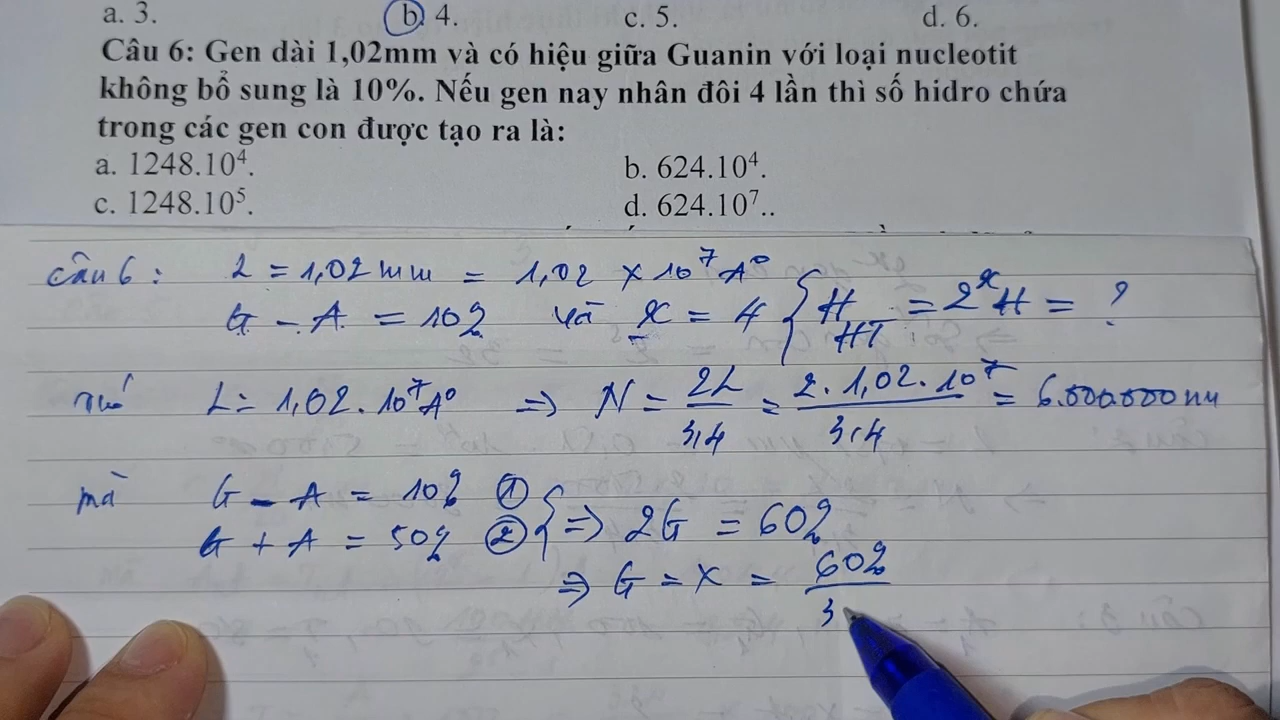 a. 3. b. 4. c. 5. d. 6.
Câu 6: Gen dài 1,02mm và có hiệu giữa Guanin với loại nucleotit
không bổ sung là 10%. Nếu gen nay nhân đôi 4 lần thì số hidro chứa
trong các gen con được tạo ra là:
a. 1248.10⁴. b. 624.10⁴.
c. 1248.10⁵. d. 624.10⁷..
Câu 6: L = 1,02 mm = 1,02 × 10⁷ A⁰
G - A = 10% và x = 4 { H HT = 2ˣH = ?
L = 1,02 . 10⁷A⁰ => N = 2L/3,4 = 2. 1,02. 10⁷/3,4 = 6.000.000 nu
mà G - A = 10% ①
G + A = 50% ② } => 2G = 60%
=> G = X = 60%/3